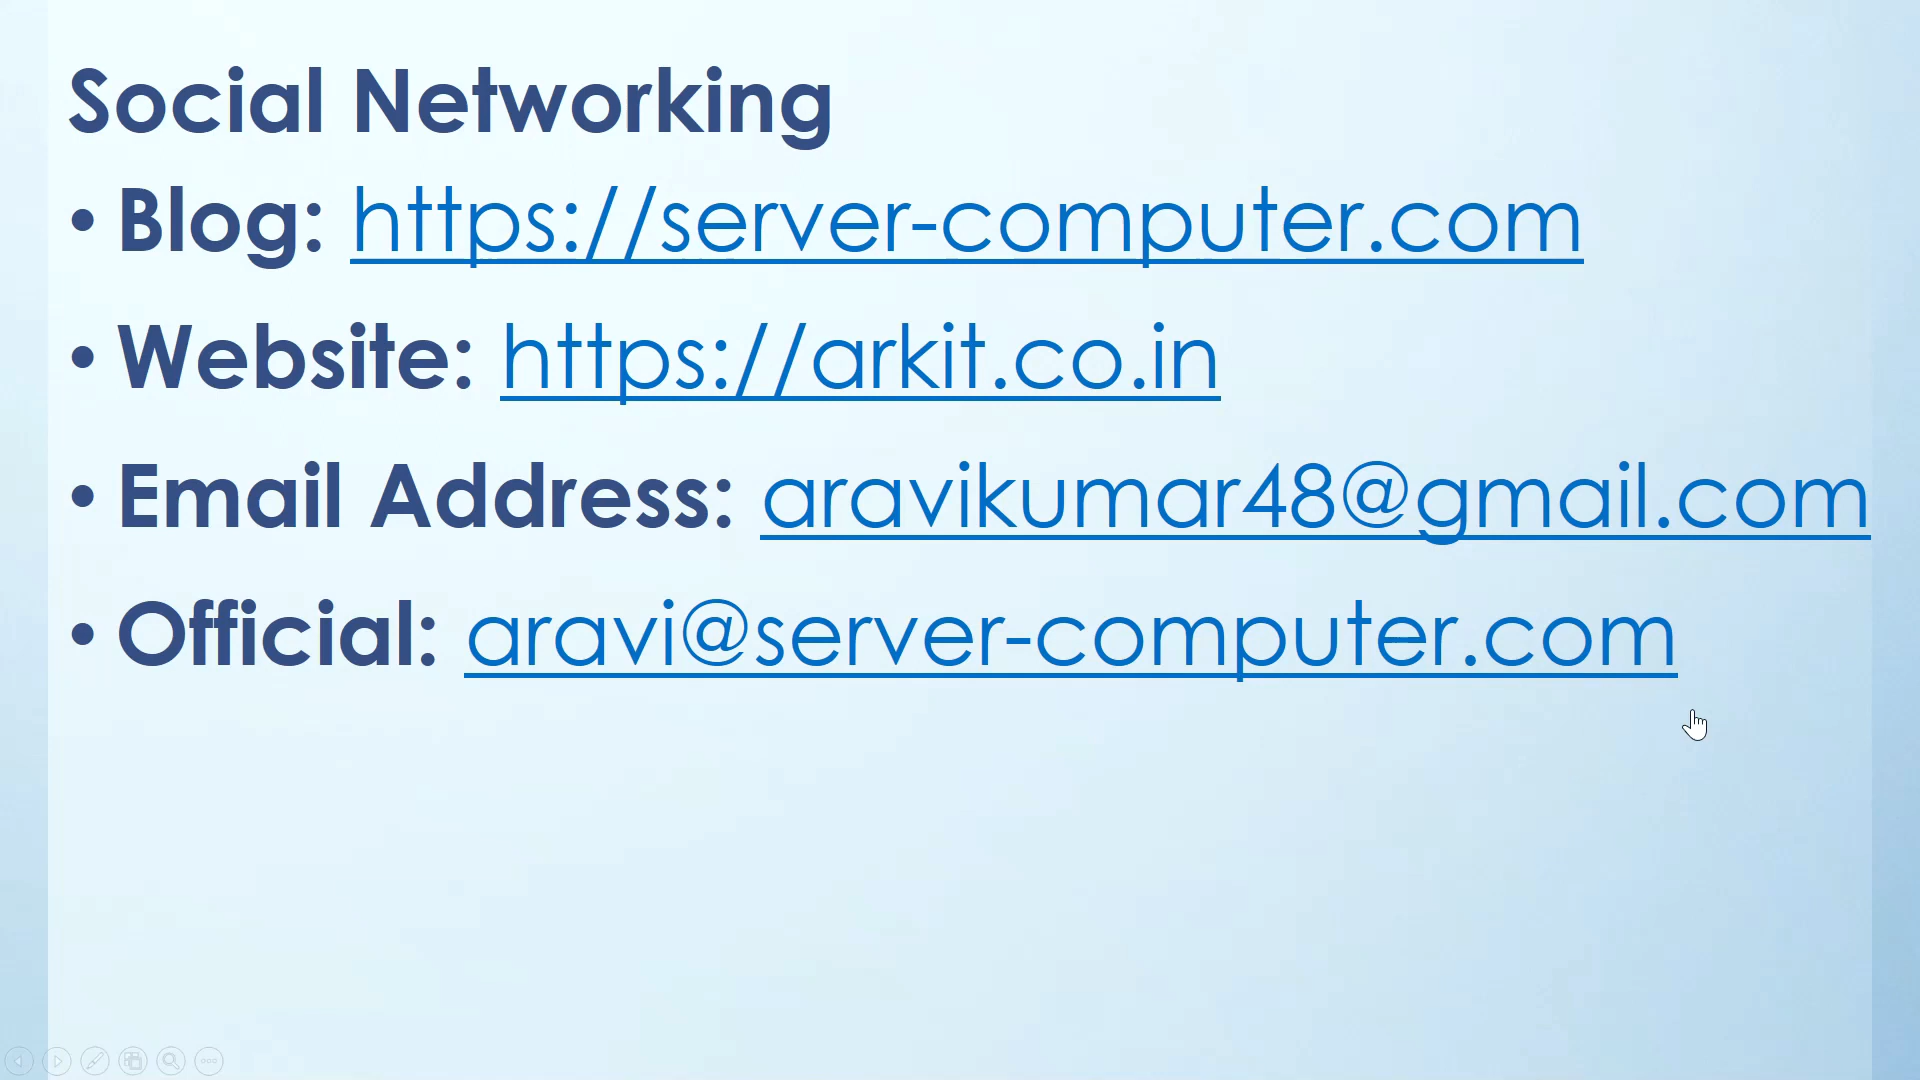 Social Networking
• Blog: https://server-computer.com
• Website: https://arkit.co.in
• Email Address: aravikumar48@gmail.com
• Official: aravi@server-computer.com